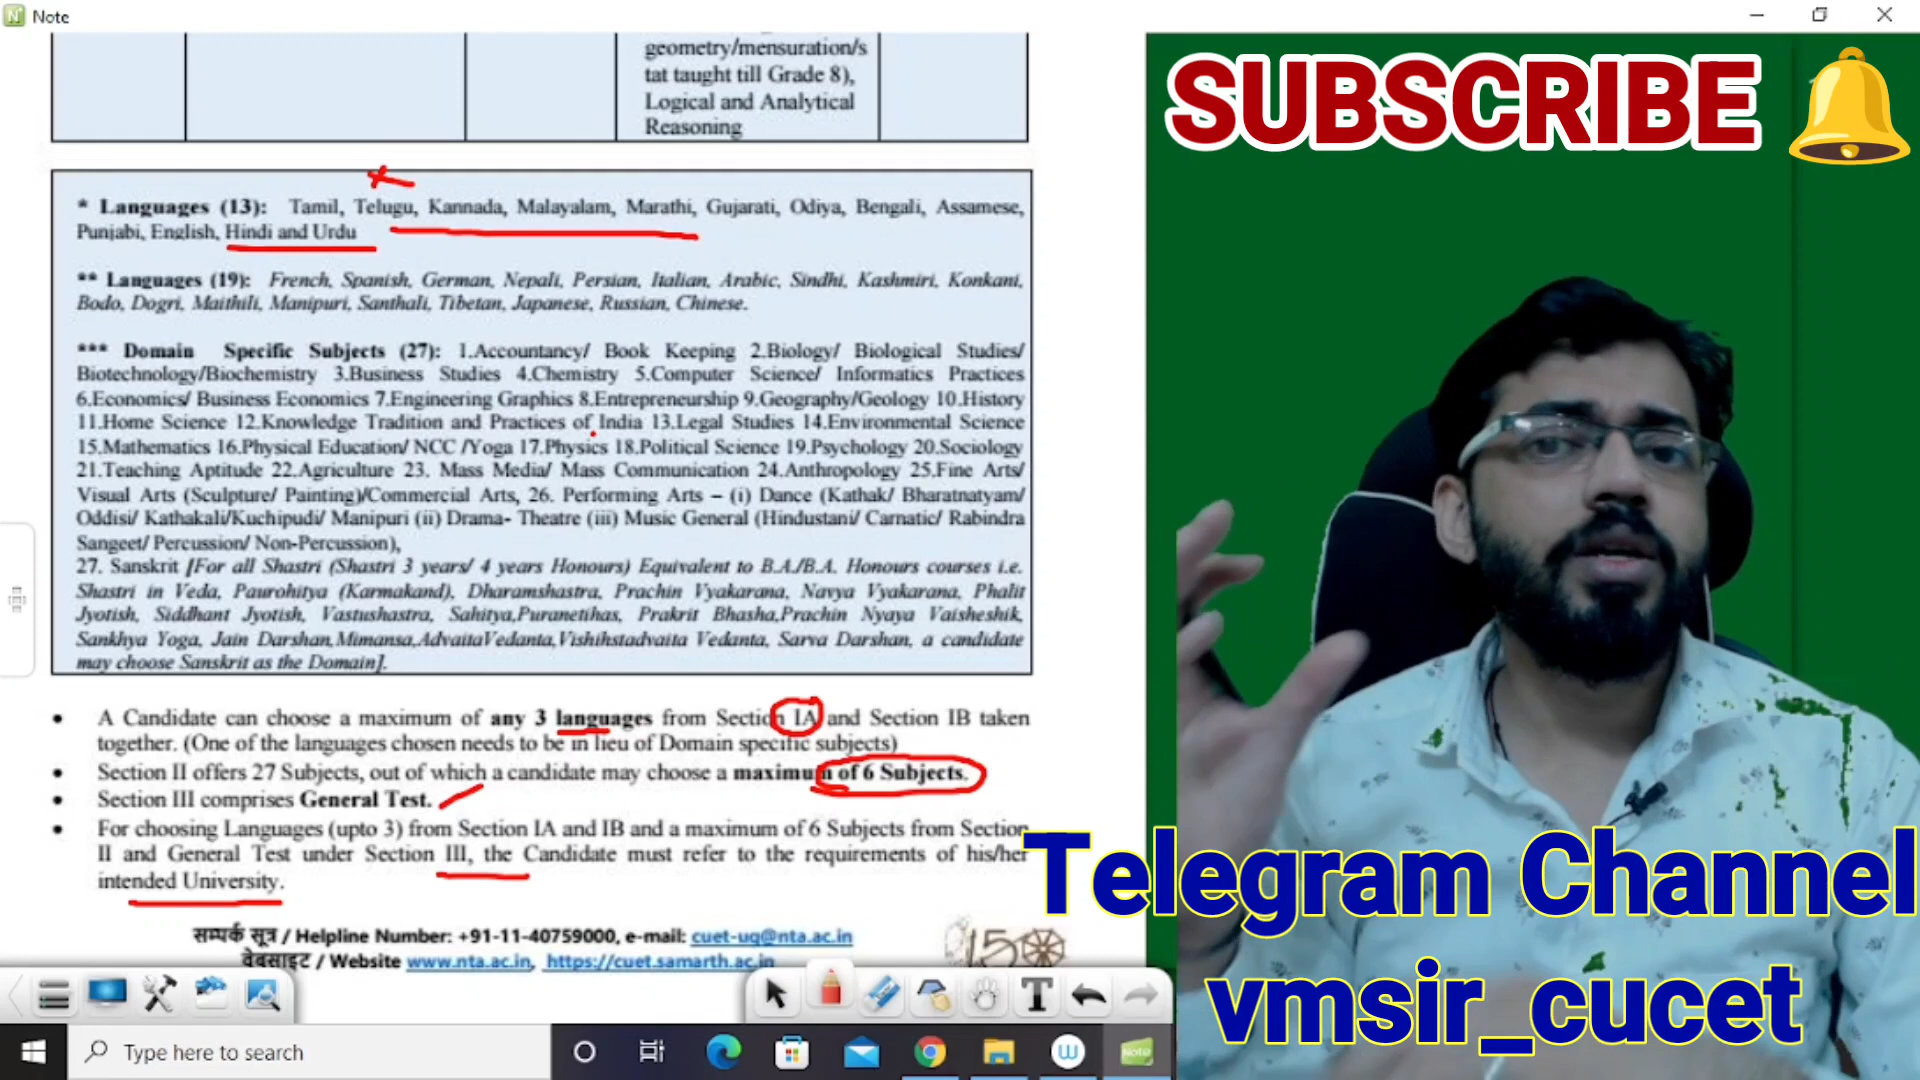 Note
geometry/mensuration/s
tat taught till Grade 8),
Logical and Analytical
Reasoning
* Languages (13): Tamil, Telugu, Kannada, Malayalam, Marathi, Gujarati, Odiya, Bengali, Assamese,
Punjabi, English, Hindi and Urdu
** Languages (19): French, Spanish, German, Nepali, Persian, Italian, Arabic, Sindhi, Kashmiri, Konkani,
Bodo, Dogri, Maithili, Manipuri, Santhali, Tibetan, Japanese, Russian, Chinese.
*** Domain Specific Subjects (27): 1.Accountancy/ Book Keeping 2.Biology/ Biological Studies/
Biotechnology/Biochemistry 3.Business Studies 4.Chemistry 5.Computer Science/ Informatics Practices
6.Economics/ Business Economics 7.Engineering Graphics 8.Entrepreneurship 9.Geography/Geology 10.History
11.Home Science 12.Knowledge Tradition and Practices of India 13.Legal Studies 14.Environmental Science
15.Mathematics 16.Physical Education/ NCC /Yoga 17.Physics 18.Political Science 19.Psychology 20.Sociology
21.Teaching Aptitude 22.Agriculture 23. Mass Media/ Mass Communication 24.Anthropology 25.Fine Arts/
Visual Arts (Sculpture/ Painting)/Commercial Arts, 26. Performing Arts – (i) Dance (Kathak/ Bharatnatyam/
Oddisi/ Kathakali/Kuchipudi/ Manipuri (ii) Drama- Theatre (iii) Music General (Hindustani/ Carnatic/ Rabindra
Sangeet/ Percussion/ Non-Percussion),
27. Sanskrit [For all Shastri (Shastri 3 years/ 4 years Honours) Equivalent to B.A./B.A. Honours courses i.e.
Shastri in Veda, Paurohitya (Karmakand), Dharamshastra, Prachin Vyakarana, Navya Vyakarana, Phalit
Jyotish, Siddhant Jyotish, Vastushastra, Sahitya,Puranetihas, Prakrit Bhasha,Prachin Nyaya Vaisheshik,
Sankhya Yoga, Jain Darshan,Mimansa,AdvaitaVedanta,Vishihstadvaita Vedanta, Sarva Darshan, a candidate
may choose Sanskrit as the Domain].
• A Candidate can choose a maximum of any 3 languages from Section IA and Section IB taken
together. (One of the languages chosen needs to be in lieu of Domain specific subjects)
• Section II offers 27 Subjects, out of which a candidate may choose a maximum of 6 Subjects.
• Section III comprises General Test.
• For choosing Languages (upto 3) from Section IA and IB and a maximum of 6 Subjects from Section
II and General Test under Section III, the Candidate must refer to the requirements of his/her
intended University.
सम्पर्क सूत्र / Helpline Number: +91-11-40759000, e-mail: cuet-ug@nta.ac.in
वेबसाइट / Website www.nta.ac.in, https://cuet.samarth.ac.in
150
Type here to search
SUBSCRIBE
Telegram Channel
vmsir_cucet